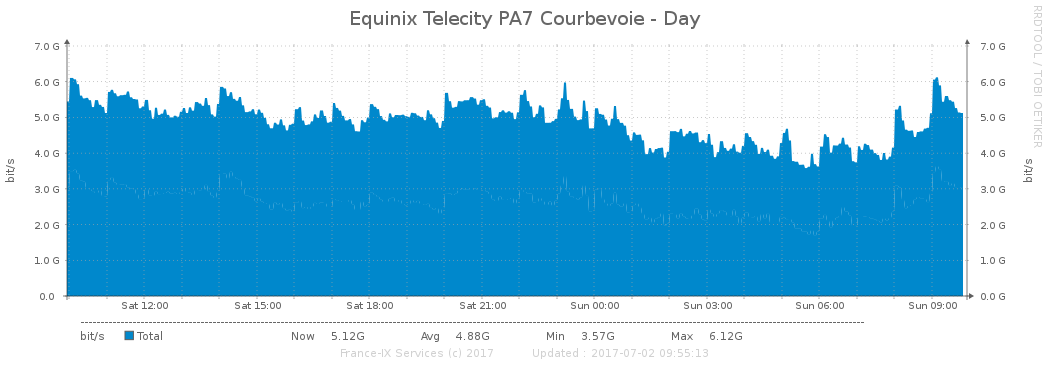 Equinix Telecity PA7 Courbevoie - Day
RRDTOOL / TOBI OETIKER
bit/s
7.0 G 7.0 G
6.0 G 6.0 G
5.0 G 5.0 G
4.0 G 4.0 G
3.0 G 3.0 G
2.0 G 2.0 G
1.0 G 1.0 G
0.0 0.0 G
bit/s
Sat 12:00 Sat 15:00 Sat 18:00 Sat 21:00 Sun 00:00 Sun 03:00 Sun 06:00 Sun 09:00
bit/s Total Now 5.12G Avg 4.88G Min 3.57G Max 6.12G
France-IX Services (c) 2017 Updated : 2017-07-02 09:55:13